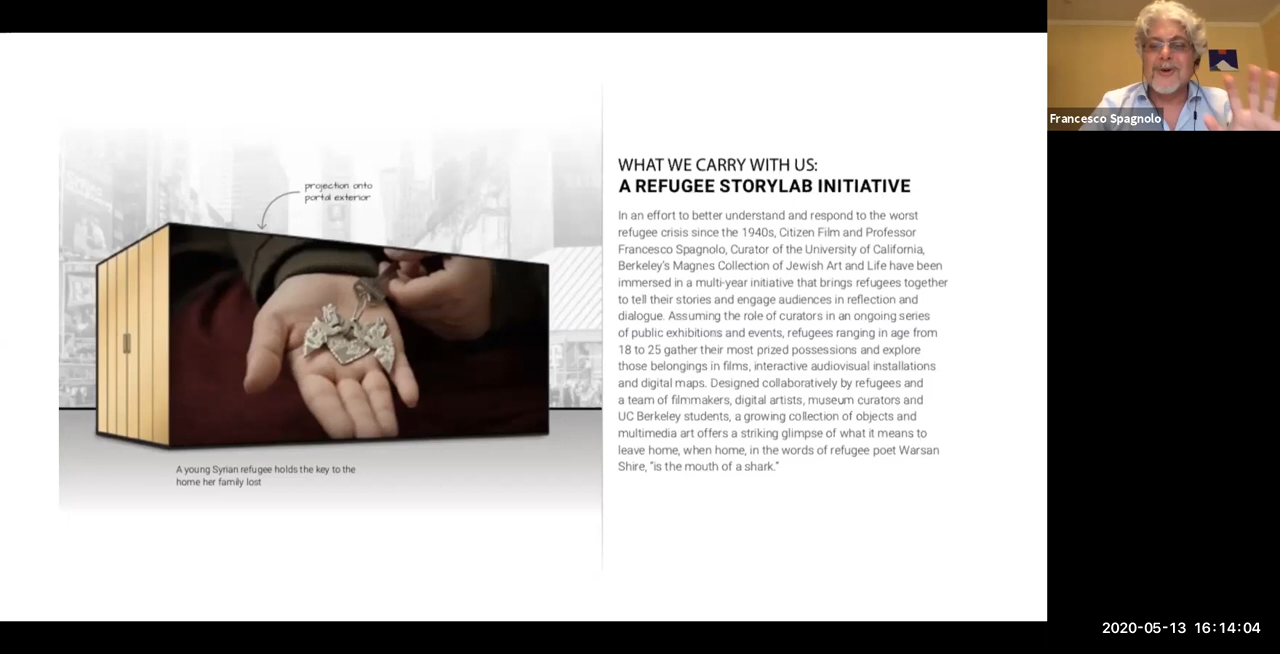 Francesco Spagnolo
projection onto
portal exterior
A young Syrian refugee holds the key to the
home her family lost
WHAT WE CARRY WITH US:
A REFUGEE STORYLAB INITIATIVE
In an effort to better understand and respond to the worst
refugee crisis since the 1940s, Citizen Film and Professor
Francesco Spagnolo, Curator of the University of California,
Berkeley's Magnes Collection of Jewish Art and Life have been
immersed in a multi-year initiative that brings refugees together
to tell their stories and engage audiences in reflection and
dialogue. Assuming the role of curators in an ongoing series
of public exhibitions and events, refugees ranging in age from
18 to 25 gather their most prized possessions and explore
those belongings in films, interactive audiovisual installations
and digital maps. Designed collaboratively by refugees and
a team of filmmakers, digital artists, museum curators and
UC Berkeley students, a growing collection of objects and
multimedia art offers a striking glimpse of what it means to
leave home, when home, in the words of refugee poet Warsan
Shire, "is the mouth of a shark."
2020-05-13 16:14:04